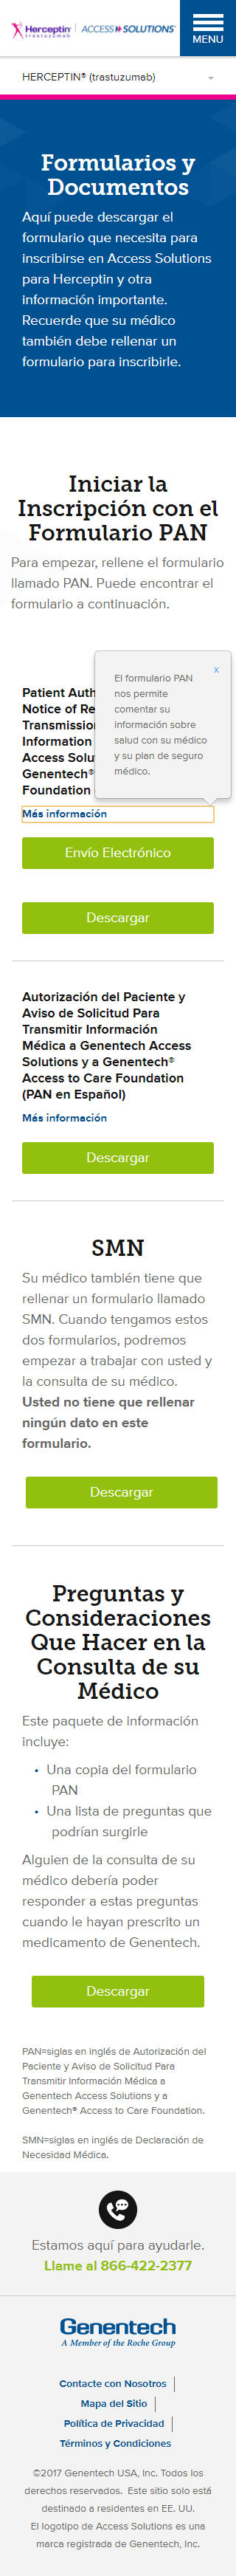 Herceptin®
trastuzumab
ACCESS SOLUTIONS®
MENU
HERCEPTIN® (trastuzumab)
Formularios y
Documentos
Aquí puede descargar el
formulario que necesita para
inscribirse en Access Solutions
para Herceptin y otra
información importante.
Recuerde que su médico
también debe rellenar un
formulario para inscribirle.
Iniciar la
Inscripción con el
Formulario PAN
Para empezar, rellene el formulario
llamado PAN. Puede encontrar el
formulario a continuación.
x
El formulario PAN
nos permite
comentar su
información sobre
salud con su médico
y su plan de seguro
médico.
Patient Auth
Notice of Re
Transmission
Information
Access Solu
Genentech®
Foundation
Más información
Envío Electrónico
Descargar
Autorización del Paciente y
Aviso de Solicitud Para
Transmitir Información
Médica a Genentech Access
Solutions y a Genentech®
Access to Care Foundation
(PAN en Español)
Más información
Descargar
SMN
Su médico también tiene que
rellenar un formulario llamado
SMN. Cuando tengamos estos
dos formularios, podremos
empezar a trabajar con usted y
la consulta de su médico.
Usted no tiene que rellenar
ningún dato en este
formulario.
Descargar
Preguntas y
Consideraciones
Que Hacer en la
Consulta de su
Médico
Este paquete de información
incluye:
• Una copia del formulario
PAN
• Una lista de preguntas que
podrían surgirle
Alguien de la consulta de su
médico debería poder
responder a estas preguntas
cuando le hayan prescrito un
medicamento de Genentech.
Descargar
PAN=siglas en inglés de Autorización del
Paciente y Aviso de Solicitud Para
Transmitir Información Médica a
Genentech Access Solutions y a
Genentech® Access to Care Foundation.
SMN=siglas en inglés de Declaración de
Necesidad Médica.
Estamos aquí para ayudarle.
Llame al 866-422-2377
Genentech
A Member of the Roche Group
Contacte con Nosotros
Mapa del Sitio
Política de Privacidad
Términos y Condiciones
©2017 Genentech USA, Inc. Todos los
derechos reservados. Este sitio solo está
destinado a residentes en EE. UU.
El logotipo de Access Solutions es una
marca registrada de Genentech, Inc.